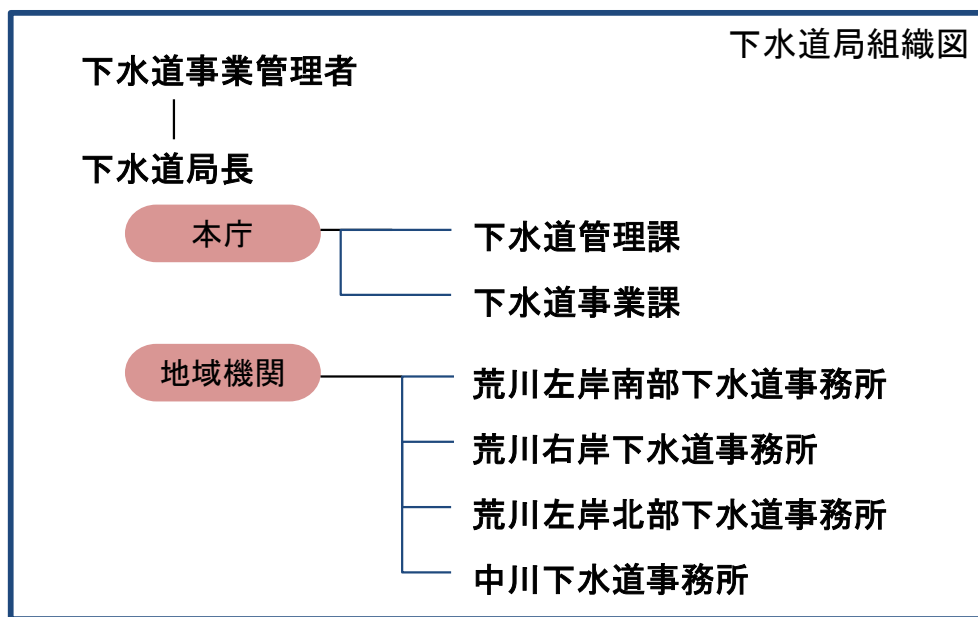 下水道局組織図
下水道事業管理者
下水道局長
本庁
下水道管理課
下水道事業課
地域機関
荒川左岸南部下水道事務所
荒川右岸下水道事務所
荒川左岸北部下水道事務所
中川下水道事務所